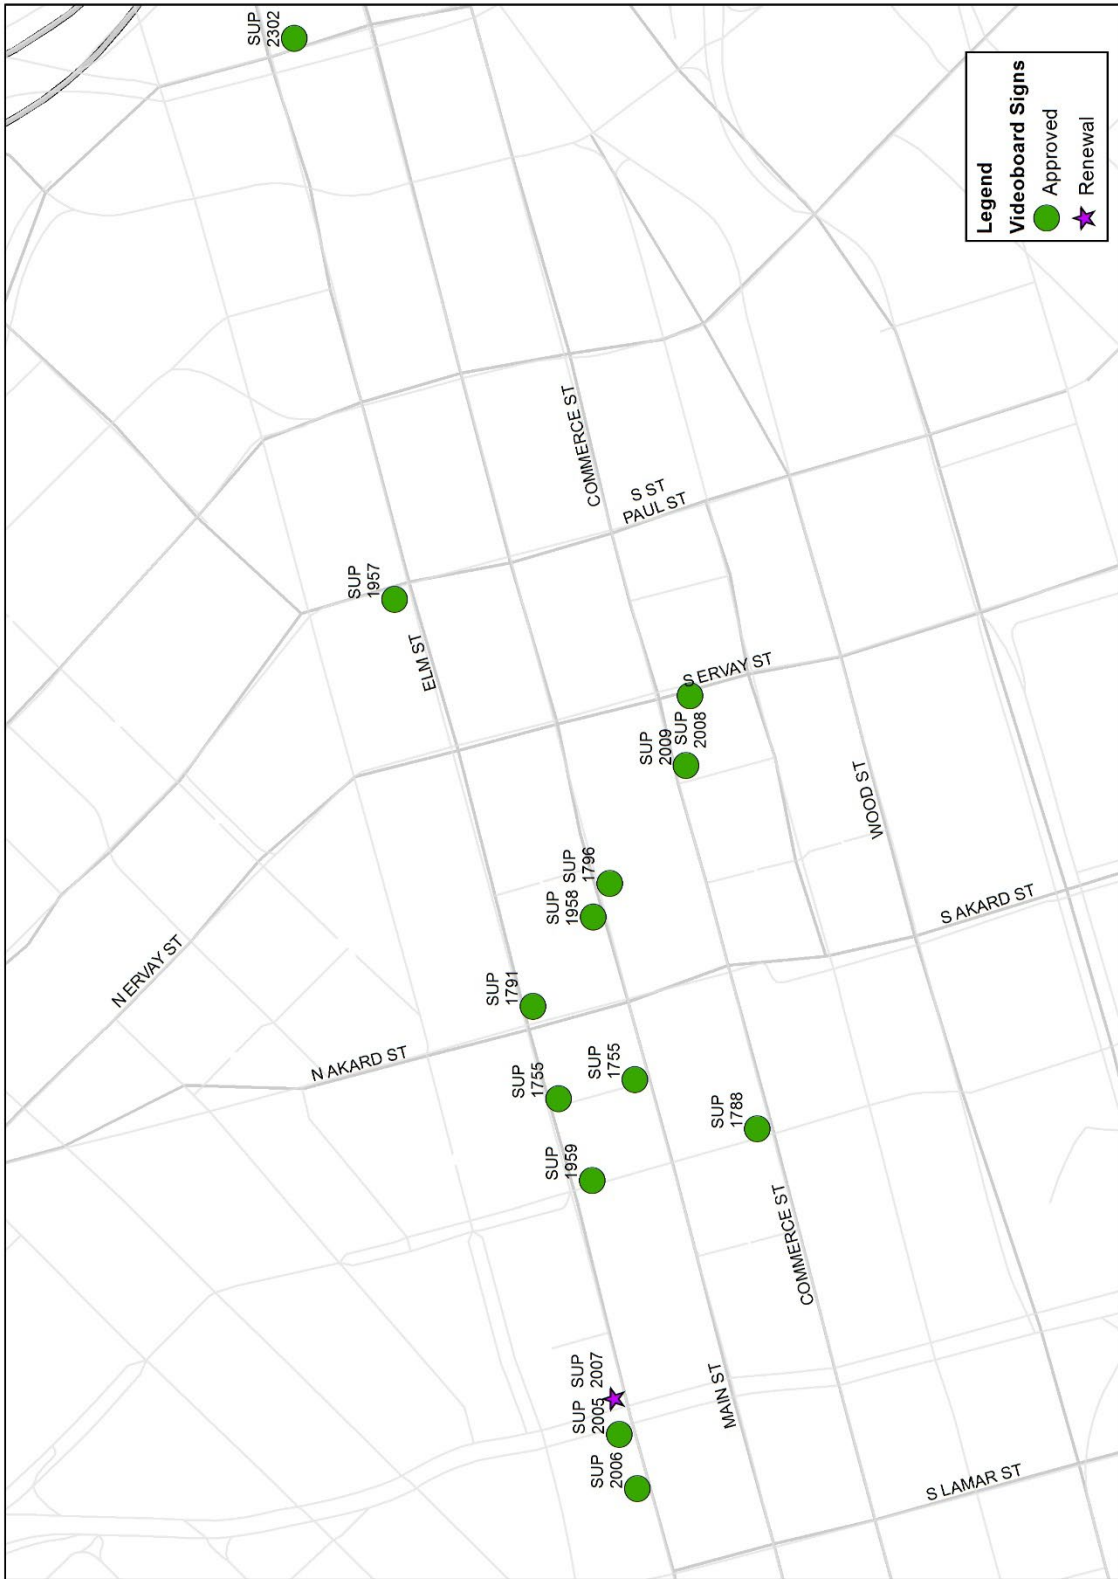 SUP
2302
Legend
Videoboard Signs
Approved
Renewal
COMMERCE ST
S ST
PAUL ST
SUP
1957
ELM ST
S ERVAY ST
SUP
2008
SUP
2009
WOOD ST
SUP
1796
SUP
1958
S AKARD ST
N ERVAY ST
SUP
1791
N AKARD ST
SUP
1755
SUP
1755
SUP
1788
SUP
1959
COMMERCE ST
SUP
2007
SUP
2005
MAIN ST
SUP
2006
S LAMAR ST